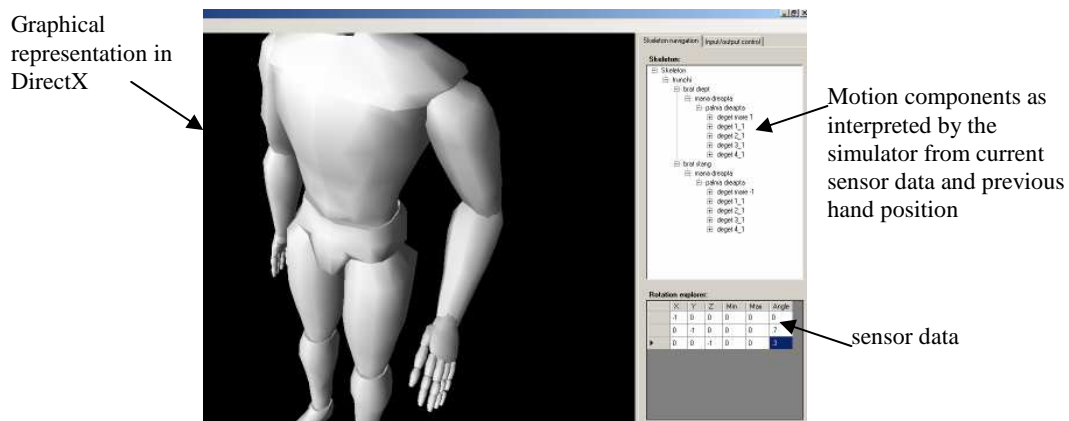 Graphical
representation in
DirectX
Skeleton navigation Input/output control
Skeleton:
Skeleton
trunchi
brat drept
mana dreapta
palma dreapta
deget mare 1
deget 1_1
deget 2_1
deget 3_1
deget 4_1
brat stang
mana dreapta
palma dreapta
deget mare -1
deget 1_1
deget 2_1
deget 3_1
deget 4_1
Rotation explorer:
X Y Z Min Max Angle
-1 0 0 0 0 0
0 -1 0 0 0 .7
0 0 -1 0 0 .3
Motion components as
interpreted by the
simulator from current
sensor data and previous
hand position
sensor data